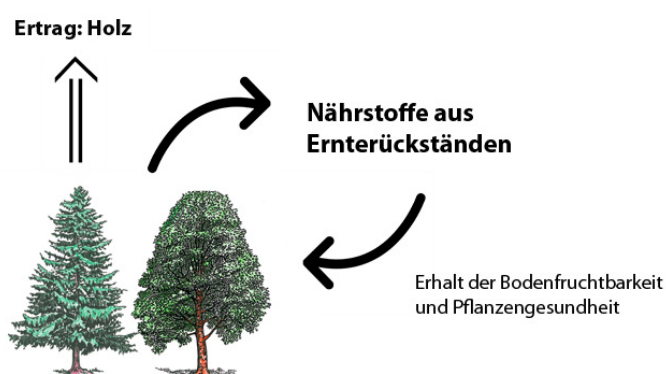 Ertrag: Holz
Nährstoffe aus
Ernterückständen
Erhalt der Bodenfruchtbarkeit
und Pflanzengesundheit